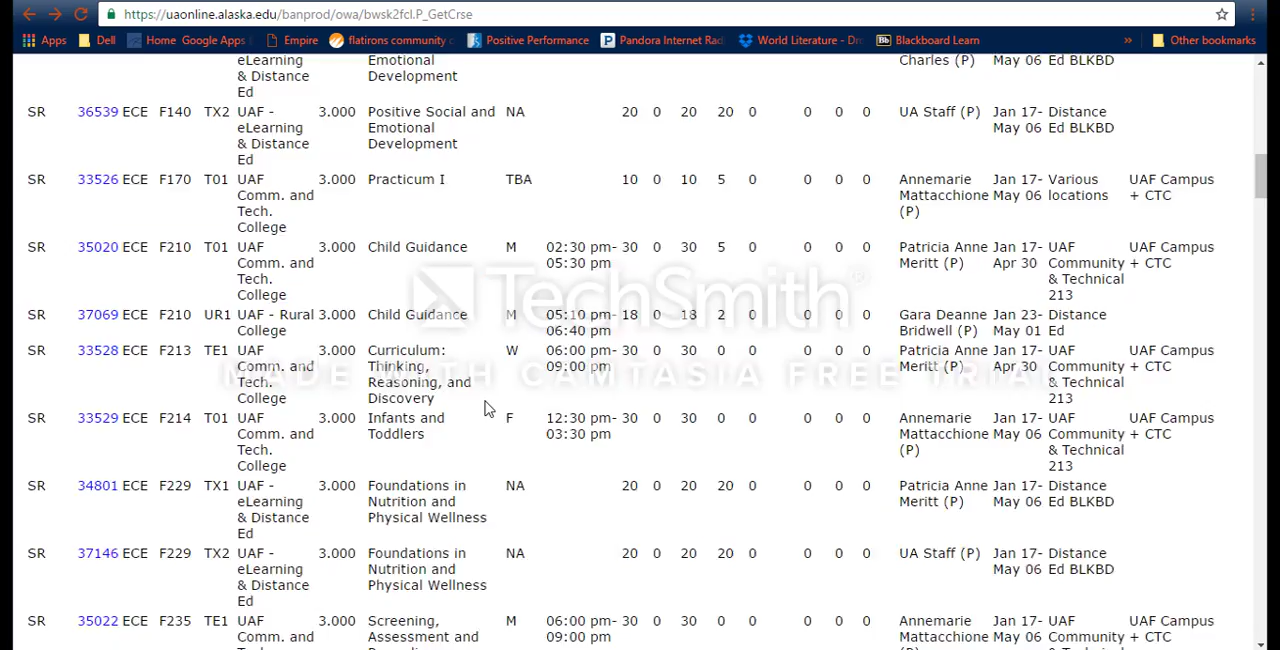 https://uaonline.alaska.edu/banprod/owa/bwsk2fcl.P_GetCrse
Apps Dell Home Google Apps Empire flatirons community c Positive Performance Pandora Internet Rad World Literature - Dr Blackboard Learn » Other bookmarks
eLearning Emotional Charles (P) May 06 Ed BLKBD
& Distance Development
Ed
SR 36539 ECE F140 TX2 UAF - 3.000 Positive Social and NA 20 0 20 20 0 0 0 0 UA Staff (P) Jan 17- Distance
eLearning Emotional May 06 Ed BLKBD
& Distance Development
Ed
SR 33526 ECE F170 T01 UAF 3.000 Practicum I TBA 10 0 10 5 0 0 0 0 Annemarie Jan 17- Various UAF Campus
Comm. and Mattacchione May 06 locations + CTC
Tech. (P)
College
SR 35020 ECE F210 T01 UAF 3.000 Child Guidance M 02:30 pm- 30 0 30 5 0 0 0 0 Patricia Anne Jan 17- UAF UAF Campus
Comm. and 05:30 pm Meritt (P) Apr 30 Community + CTC
Tech. & Technical
College 213
TechSmith®
SR 37069 ECE F210 UR1 UAF - Rural 3.000 Child Guidance M 05:10 pm- 18 0 18 2 0 0 0 0 Gara Deanne Jan 23- Distance
College 06:40 pm Bridwell (P) May 01 Ed
SR 33528 ECE F213 TE1 UAF 3.000 Curriculum: W 06:00 pm- 30 0 30 0 0 0 0 0 Patricia Anne Jan 17- UAF UAF Campus
Comm. and Thinking, 09:00 pm Meritt (P) Apr 30 Community + CTC
MADE WITH CAMTASIA FREE TRIAL
Tech. Reasoning, and & Technical
College Discovery 213
SR 33529 ECE F214 T01 UAF 3.000 Infants and F 12:30 pm- 30 0 30 0 0 0 0 0 Annemarie Jan 17- UAF UAF Campus
Comm. and Toddlers 03:30 pm Mattacchione May 06 Community + CTC
Tech. (P) & Technical
College 213
SR 34801 ECE F229 TX1 UAF - 3.000 Foundations in NA 20 0 20 20 0 0 0 0 Patricia Anne Jan 17- Distance
eLearning Nutrition and Meritt (P) May 06 Ed BLKBD
& Distance Physical Wellness
Ed
SR 37146 ECE F229 TX2 UAF - 3.000 Foundations in NA 20 0 20 20 0 0 0 0 UA Staff (P) Jan 17- Distance
eLearning Nutrition and May 06 Ed BLKBD
& Distance Physical Wellness
Ed
SR 35022 ECE F235 TE1 UAF 3.000 Screening, M 06:00 pm- 30 0 30 0 0 0 0 0 Annemarie Jan 17- UAF UAF Campus
Comm. and Assessment and 09:00 pm Mattacchione May 06 Community + CTC